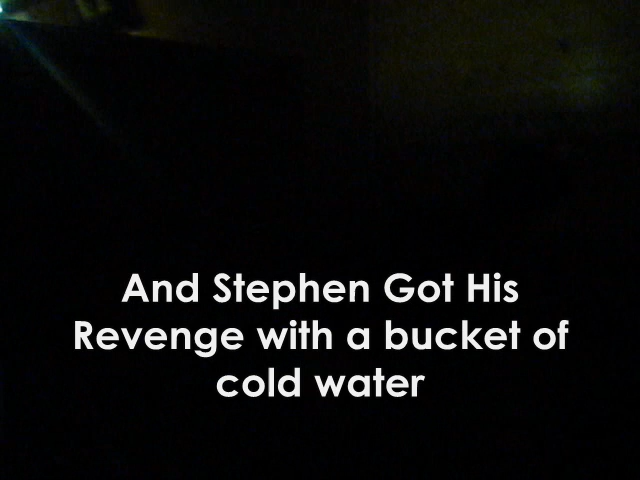 And Stephen Got His
Revenge with a bucket of
cold water